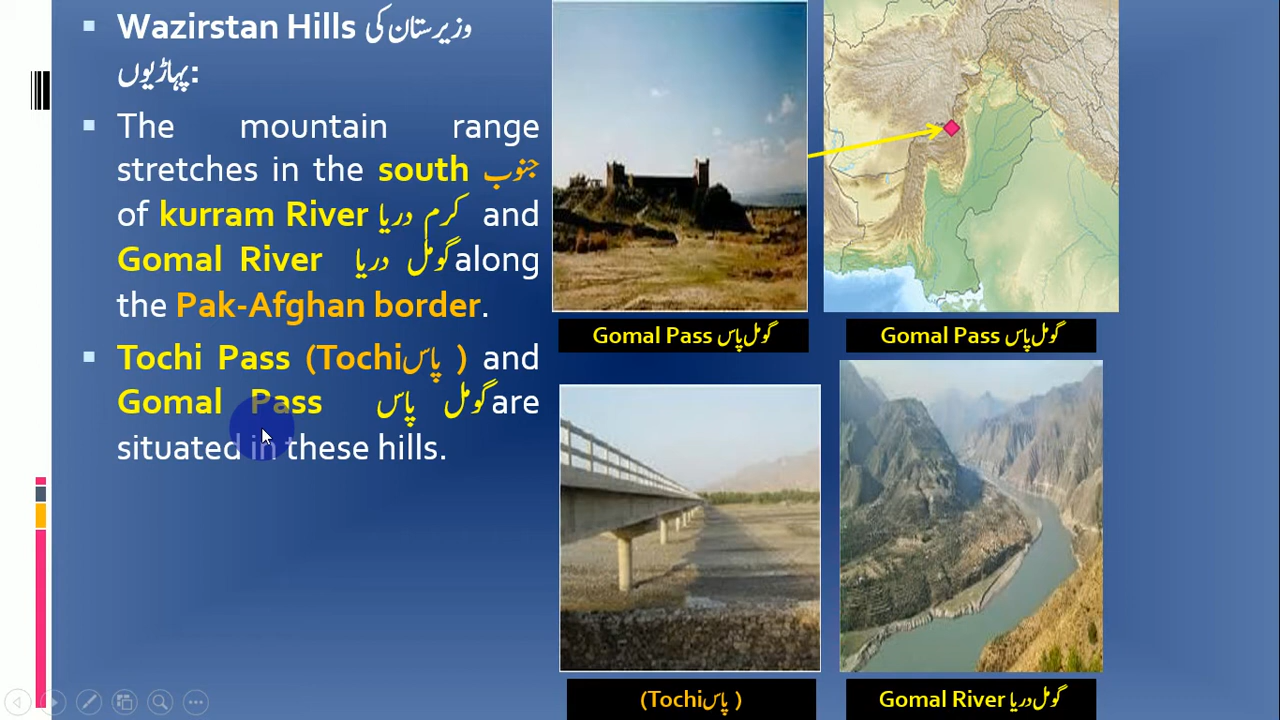 Wazirstan Hills وزیرستان کی
پہاڑیوں:
The mountain range
stretches in the south جنوب
of kurram River کرم دریا and
Gomal River گومل دریا along
the Pak-Afghan border.
Tochi Pass (Tochi پاس ) and
Gomal Pass گومل پاس are
situated in these hills.
Gomal Pass گومل پاس
Gomal Pass گومل پاس
(Tochi پاس )
Gomal River گومل دریا